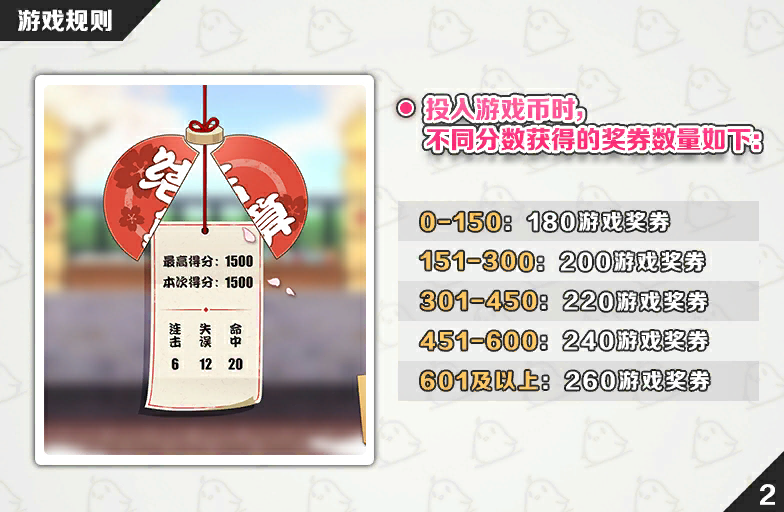 游戏规则
投入游戏币时,
不同分数获得的奖券数量如下:
结算
最高得分：1500
本次得分：1500
注击 失误 命中
6 12 20
0-150：180游戏奖券
151-300：200游戏奖券
301-450：220游戏奖券
451-600：240游戏奖券
601及以上：260游戏奖券
2